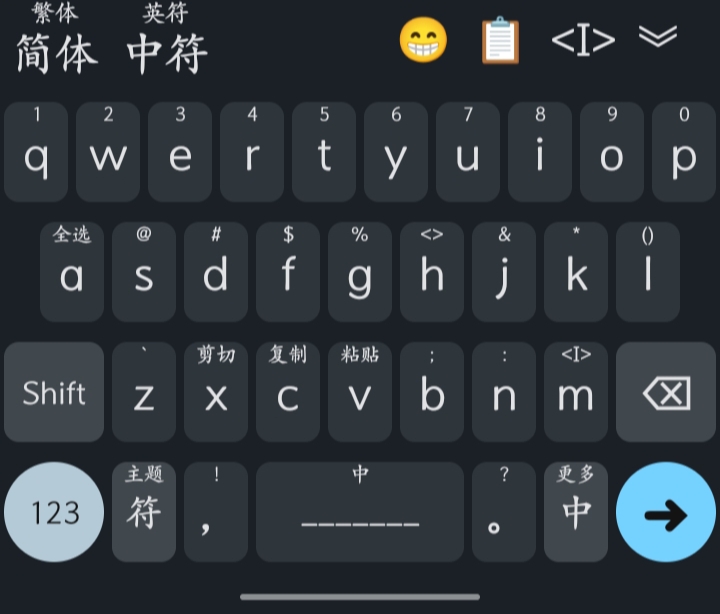 繁体 英符
简体 中符 😁 📋 <I>
1 2 3 4 5 6 7 8 9 0
q w e r t y u i o p
全选 @ # $ % <> & * ()
a s d f g h j k l
` 剪切 复制 粘贴 ; : <I>
Shift z x c v b n m
主题 ! 中 ? 更多
123 符 , _______ 。 中